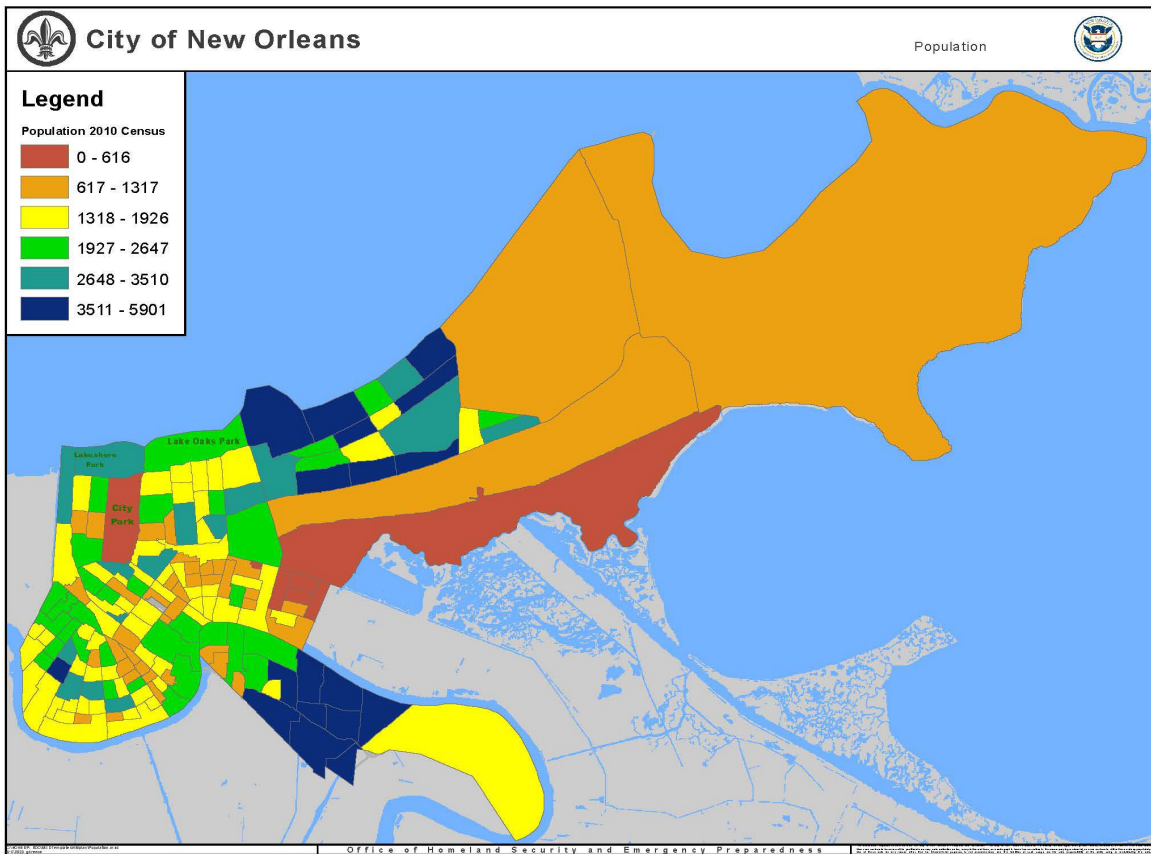 City of New Orleans
Population
Legend
Population 2010 Census
0 - 616
617 - 1317
1318 - 1926
1927 - 2647
2648 - 3510
3511 - 5901
Lake Oaks Park
Lakeshore
Park
City
Park
Office of Homeland Security and Emergency Preparedness